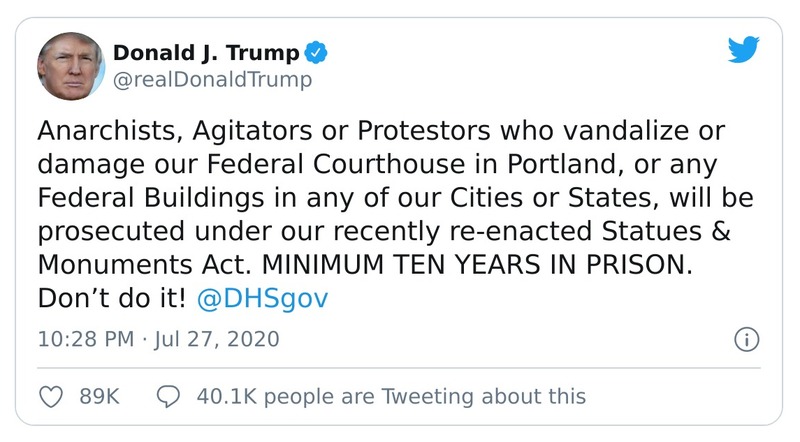 Donald J. Trump
@realDonaldTrump
Anarchists, Agitators or Protestors who vandalize or
damage our Federal Courthouse in Portland, or any
Federal Buildings in any of our Cities or States, will be
prosecuted under our recently re-enacted Statues &
Monuments Act. MINIMUM TEN YEARS IN PRISON.
Don’t do it! @DHSgov
10:28 PM · Jul 27, 2020
89K 40.1K people are Tweeting about this